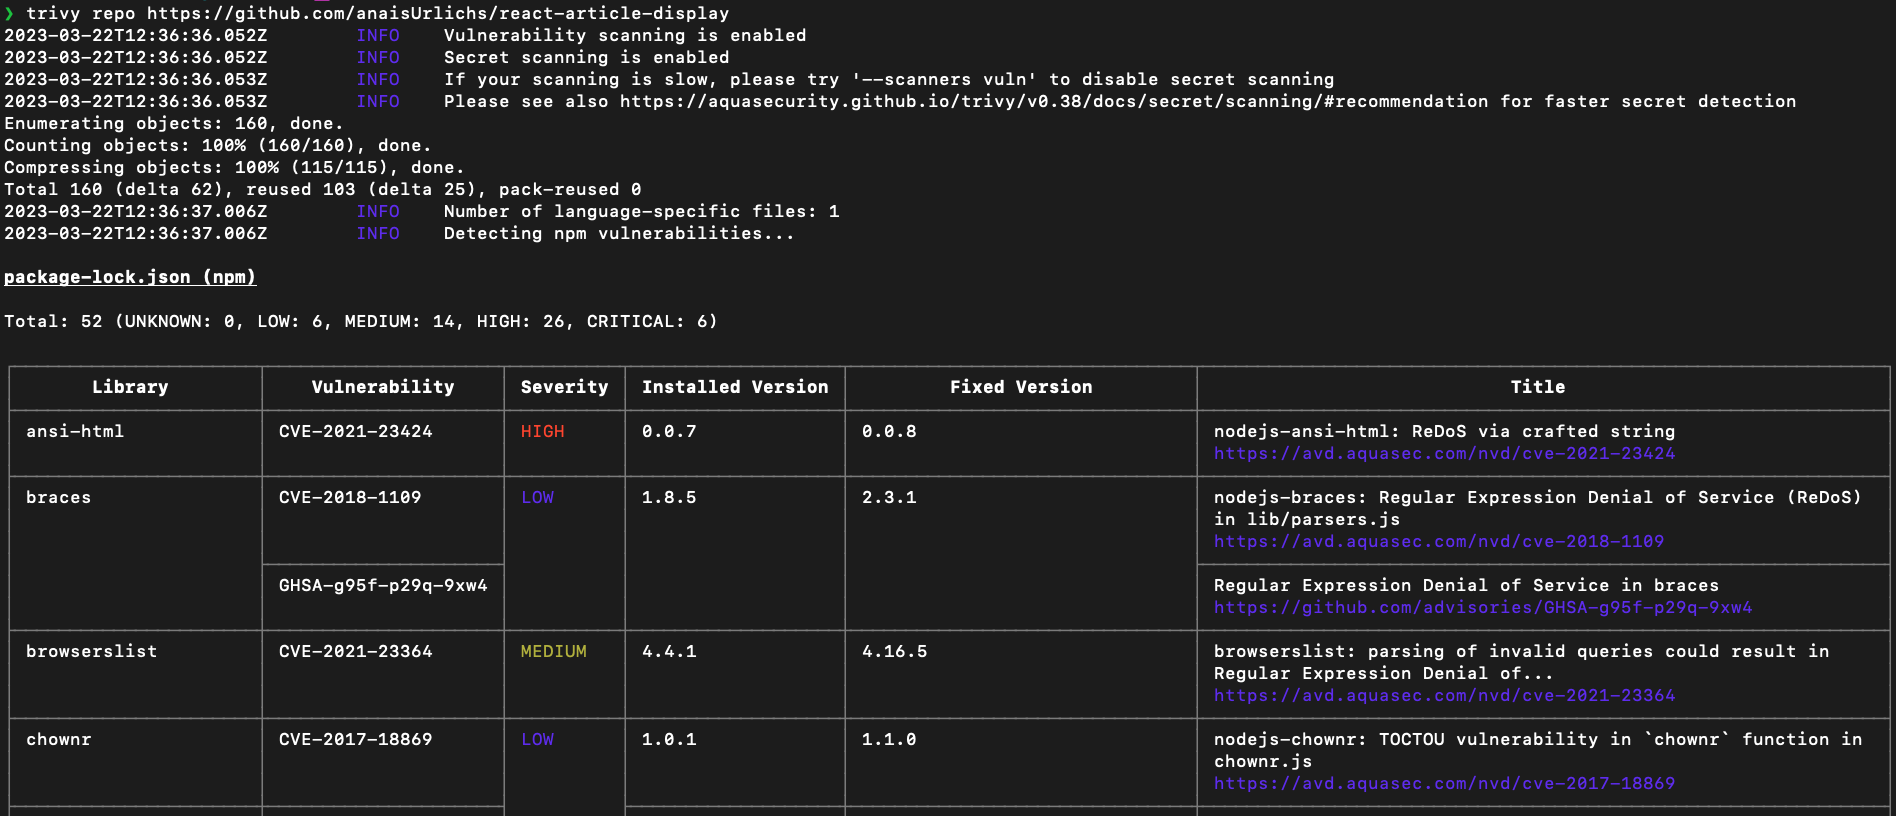 ❯ trivy repo https://github.com/anaisUrlichs/react-article-display
2023-03-22T12:36:36.052Z INFO Vulnerability scanning is enabled
2023-03-22T12:36:36.052Z INFO Secret scanning is enabled
2023-03-22T12:36:36.053Z INFO If your scanning is slow, please try '--scanners vuln' to disable secret scanning
2023-03-22T12:36:36.053Z INFO Please see also https://aquasecurity.github.io/trivy/v0.38/docs/secret/scanning/#recommendation for faster secret detection
Enumerating objects: 160, done.
Counting objects: 100% (160/160), done.
Compressing objects: 100% (115/115), done.
Total 160 (delta 62), reused 103 (delta 25), pack-reused 0
2023-03-22T12:36:37.006Z INFO Number of language-specific files: 1
2023-03-22T12:36:37.006Z INFO Detecting npm vulnerabilities...
package-lock.json (npm)
Total: 52 (UNKNOWN: 0, LOW: 6, MEDIUM: 14, HIGH: 26, CRITICAL: 6)
Library Vulnerability Severity Installed Version Fixed Version Title
ansi-html CVE-2021-23424 HIGH 0.0.7 0.0.8 nodejs-ansi-html: ReDoS via crafted string
https://avd.aquasec.com/nvd/cve-2021-23424
braces CVE-2018-1109 LOW 1.8.5 2.3.1 nodejs-braces: Regular Expression Denial of Service (ReDoS)
in lib/parsers.js
https://avd.aquasec.com/nvd/cve-2018-1109
GHSA-g95f-p29q-9xw4 Regular Expression Denial of Service in braces
https://github.com/advisories/GHSA-g95f-p29q-9xw4
browserslist CVE-2021-23364 MEDIUM 4.4.1 4.16.5 browserslist: parsing of invalid queries could result in
Regular Expression Denial of...
https://avd.aquasec.com/nvd/cve-2021-23364
chownr CVE-2017-18869 LOW 1.0.1 1.1.0 nodejs-chownr: TOCTOU vulnerability in `chownr` function in
chownr.js
https://avd.aquasec.com/nvd/cve-2017-18869